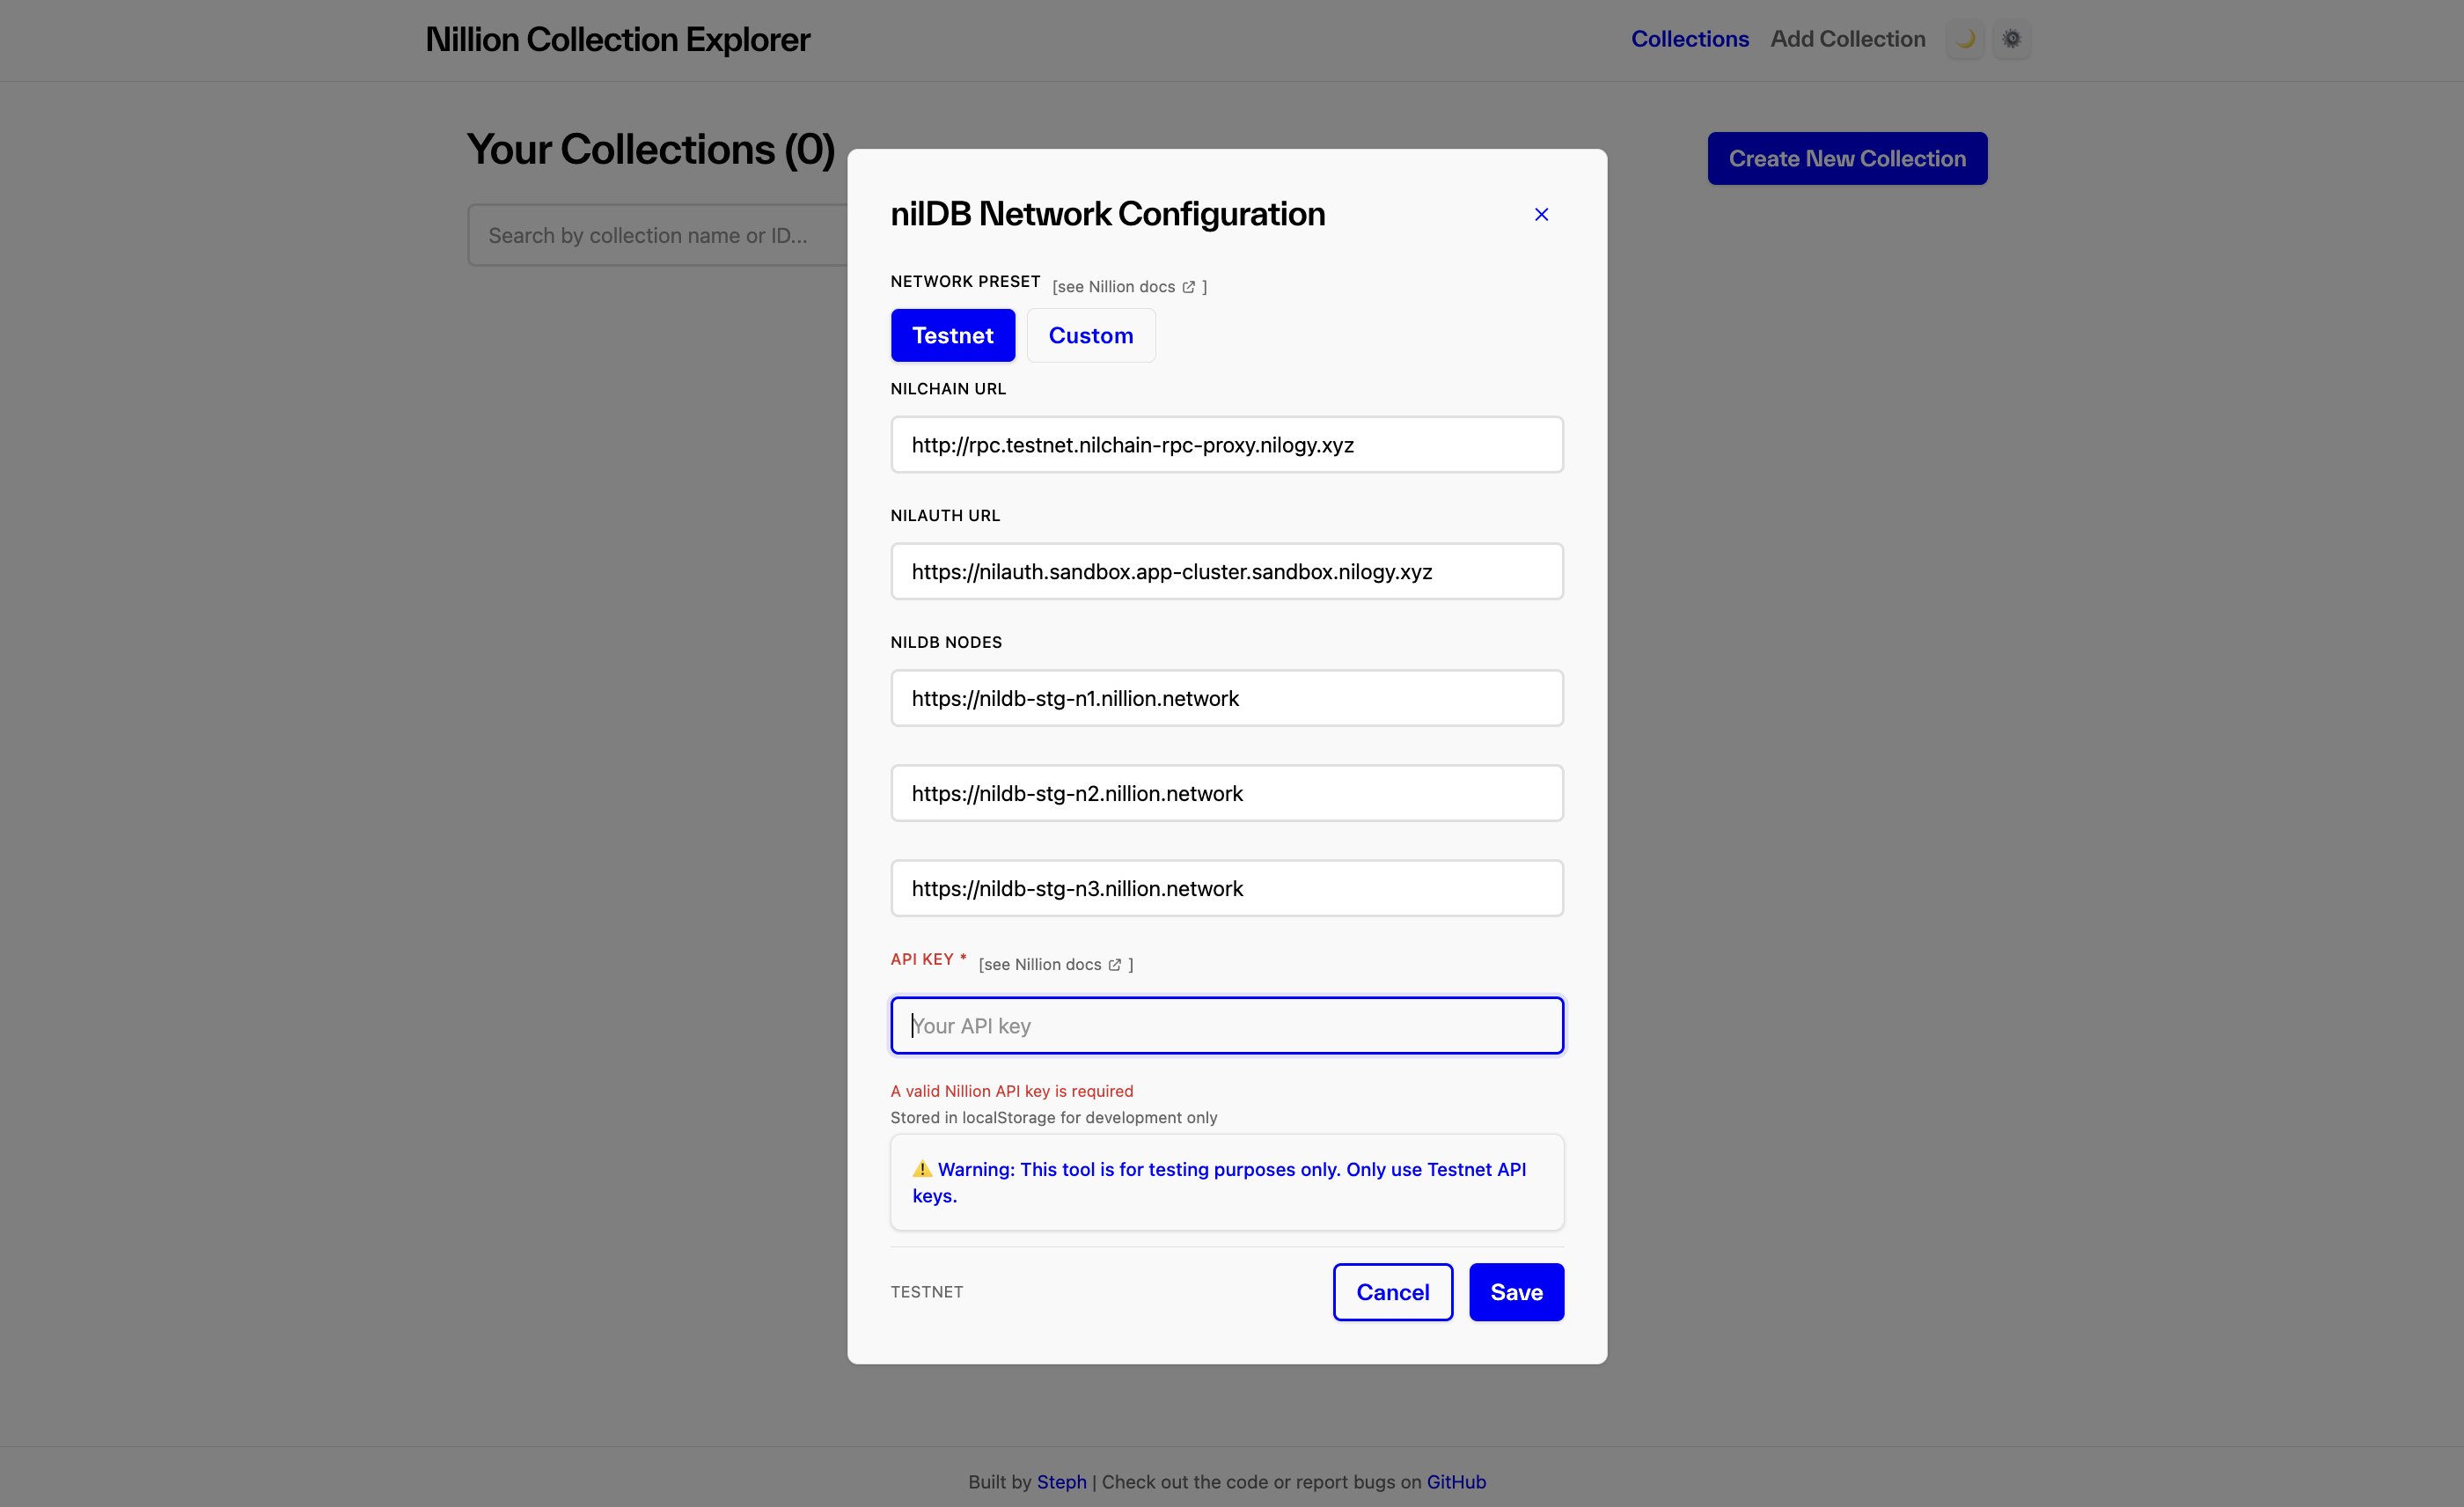 Nillion Collection Explorer
Collections
Add Collection
Your Collections (0)
Create New Collection
Search by collection name or ID...
nilDB Network Configuration
NETWORK PRESET [see Nillion docs ]
Testnet
Custom
NILCHAIN URL
http://rpc.testnet.nilchain-rpc-proxy.nilogy.xyz
NILAUTH URL
https://nilauth.sandbox.app-cluster.sandbox.nilogy.xyz
NILDB NODES
https://nildb-stg-n1.nillion.network
https://nildb-stg-n2.nillion.network
https://nildb-stg-n3.nillion.network
API KEY * [see Nillion docs ]
Your API key
A valid Nillion API key is required
Stored in localStorage for development only
⚠️ Warning: This tool is for testing purposes only. Only use Testnet API
keys.
TESTNET
Cancel
Save
Built by Steph | Check out the code or report bugs on GitHub